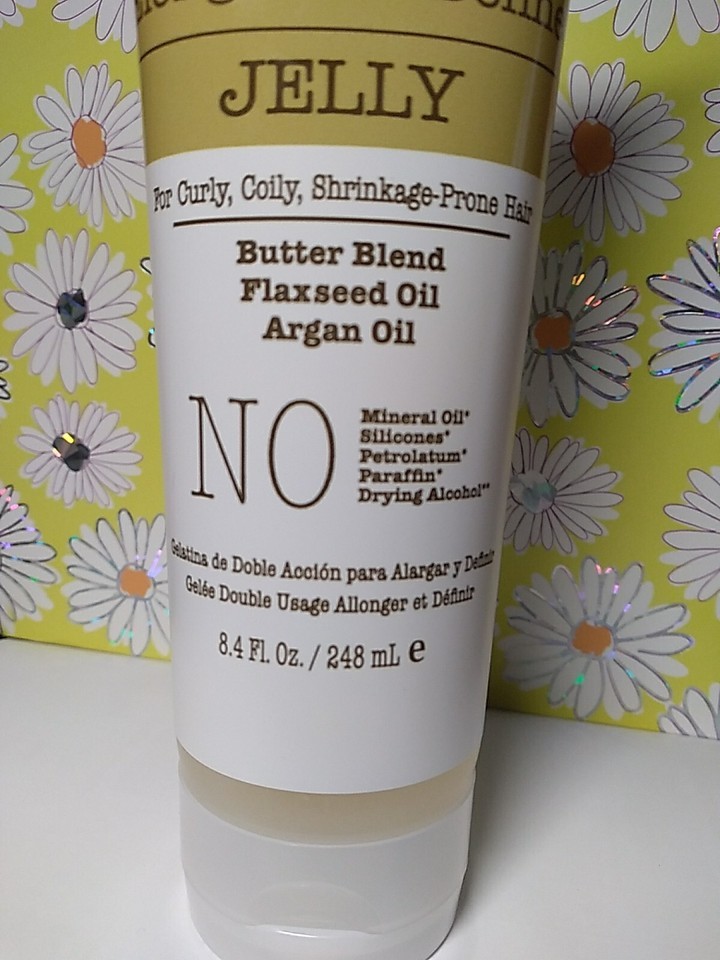 JELLY
For Curly, Coily, Shrinkage-Prone Hair
Butter Blend
Flaxseed Oil
Argan Oil
NO
Mineral Oil*
Silicones*
Petrolatum*
Paraffin*
Drying Alcohol**
Gelatina de Doble Acción para Alargar y Definir
Gelée Double Usage Allonger et Définir
8.4 Fl. Oz. / 248 mL e